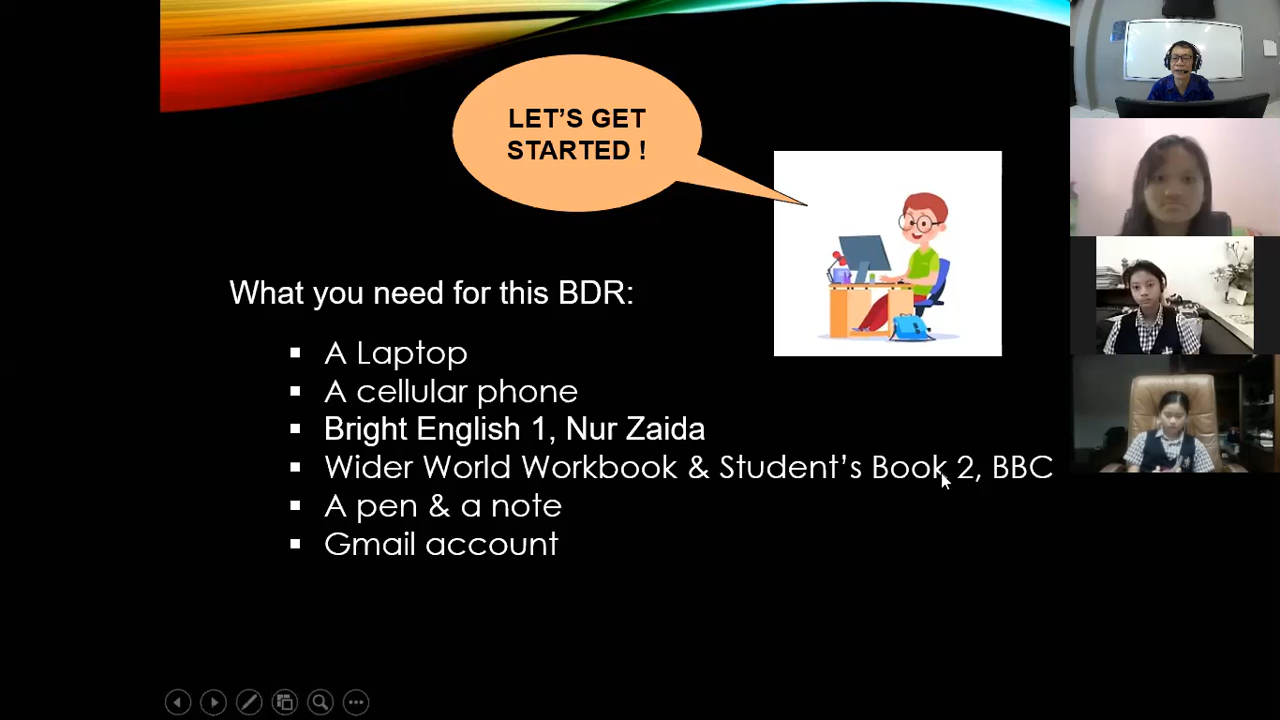 LET'S GET
STARTED !
What you need for this BDR:
A Laptop
A cellular phone
Bright English 1, Nur Zaida
Wider World Workbook & Student's Book 2, BBC
A pen & a note
Gmail account